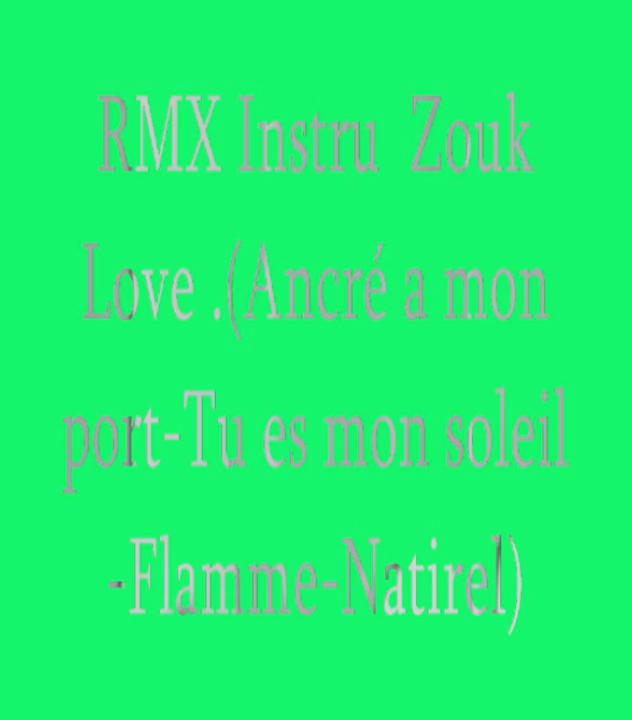 RMX Instru  Zouk
Love .(Ancré a mon
port-Tu es mon soleil
-Flamme-Natirel)